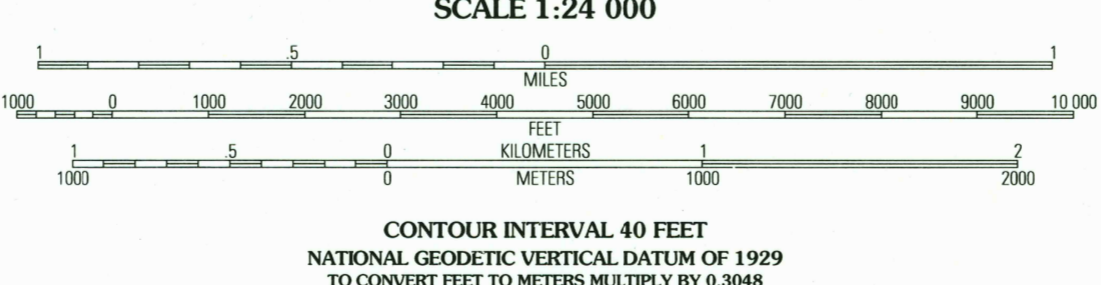 SCALE 1:24 000
1 .5 0 1
MILES
1000 0 1000 2000 3000 4000 5000 6000 7000 8000 9000 10 000
FEET
1 .5 0 KILOMETERS 1 2
1000 0 METERS 1000 2000
CONTOUR INTERVAL 40 FEET
NATIONAL GEODETIC VERTICAL DATUM OF 1929
TO CONVERT FEET TO METERS MULTIPLY BY 0.3048